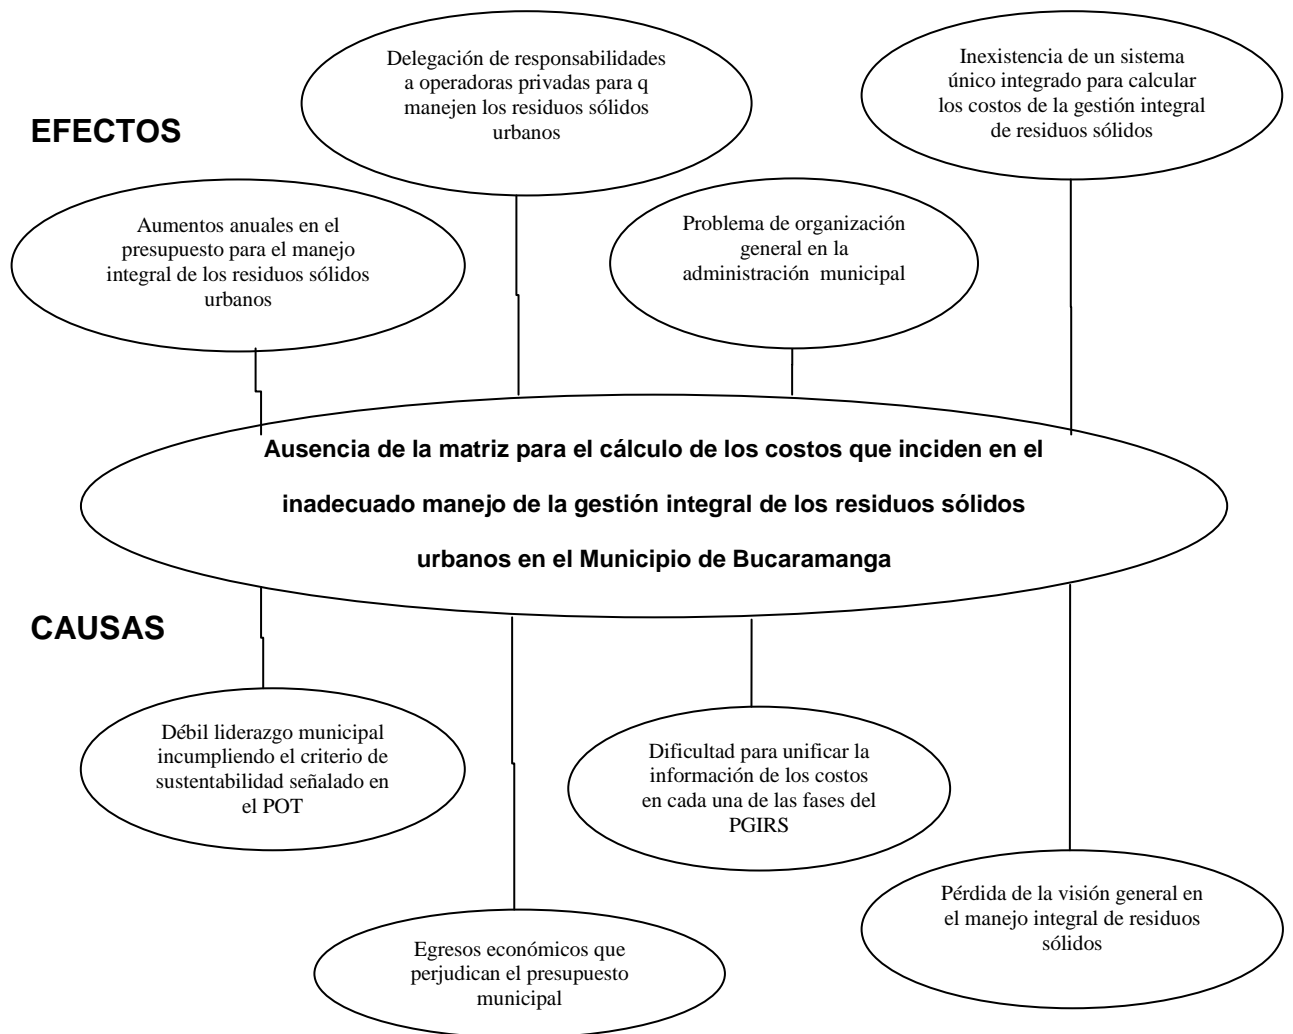 Delegación de responsabilidades
a operadoras privadas para q
manejen los residuos sólidos
urbanos
Inexistencia de un sistema
único integrado para calcular
los costos de la gestión integral
de residuos sólidos
EFECTOS
Aumentos anuales en el
presupuesto para el manejo
integral de los residuos sólidos
urbanos
Problema de organización
general en la
administración municipal
Ausencia de la matriz para el cálculo de los costos que inciden en el
inadecuado manejo de la gestión integral de los residuos sólidos
urbanos en el Municipio de Bucaramanga
CAUSAS
Débil liderazgo municipal
incumpliendo el criterio de
sustentabilidad señalado en
el POT
Dificultad para unificar la
información de los costos
en cada una de las fases del
PGIRS
Egresos económicos que
perjudican el presupuesto
municipal
Pérdida de la visión general en
el manejo integral de residuos
sólidos